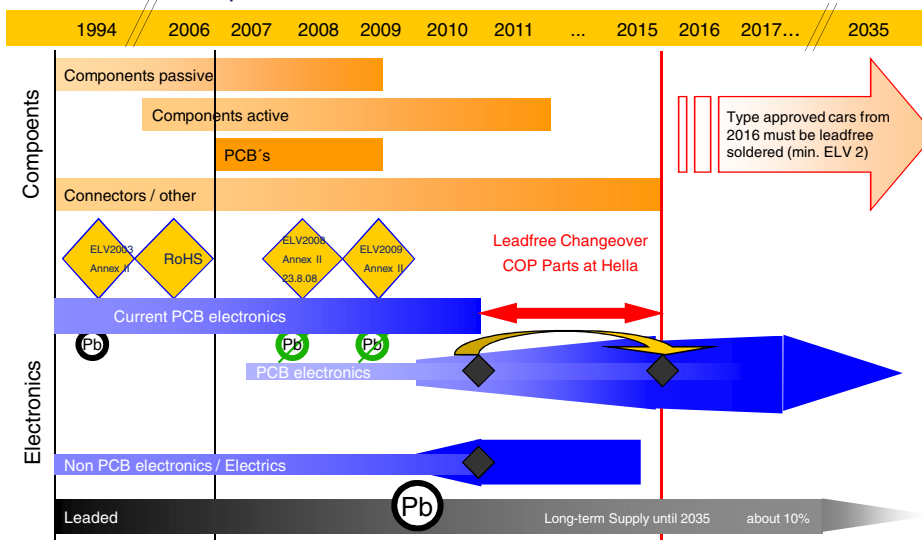 1994 2006 2007 2008 2009 2010 2011 ... 2015 2016 2017... 2035
Compoents
Components passive
Components active
PCB´s
Connectors / other
Type approved cars from
2016 must be leadfree
soldered (min. ELV 2)
ELV2003
Annex II
RoHS
ELV2008
Annex II
23.8.08
ELV2009
Annex II
Leadfree Changeover
COP Parts at Hella
Electronics
Current PCB electronics
Pb
Pb
Pb
PCB electronics
Non PCB electronics / Electrics
Pb
Leaded
Long-term Supply until 2035 about 10%